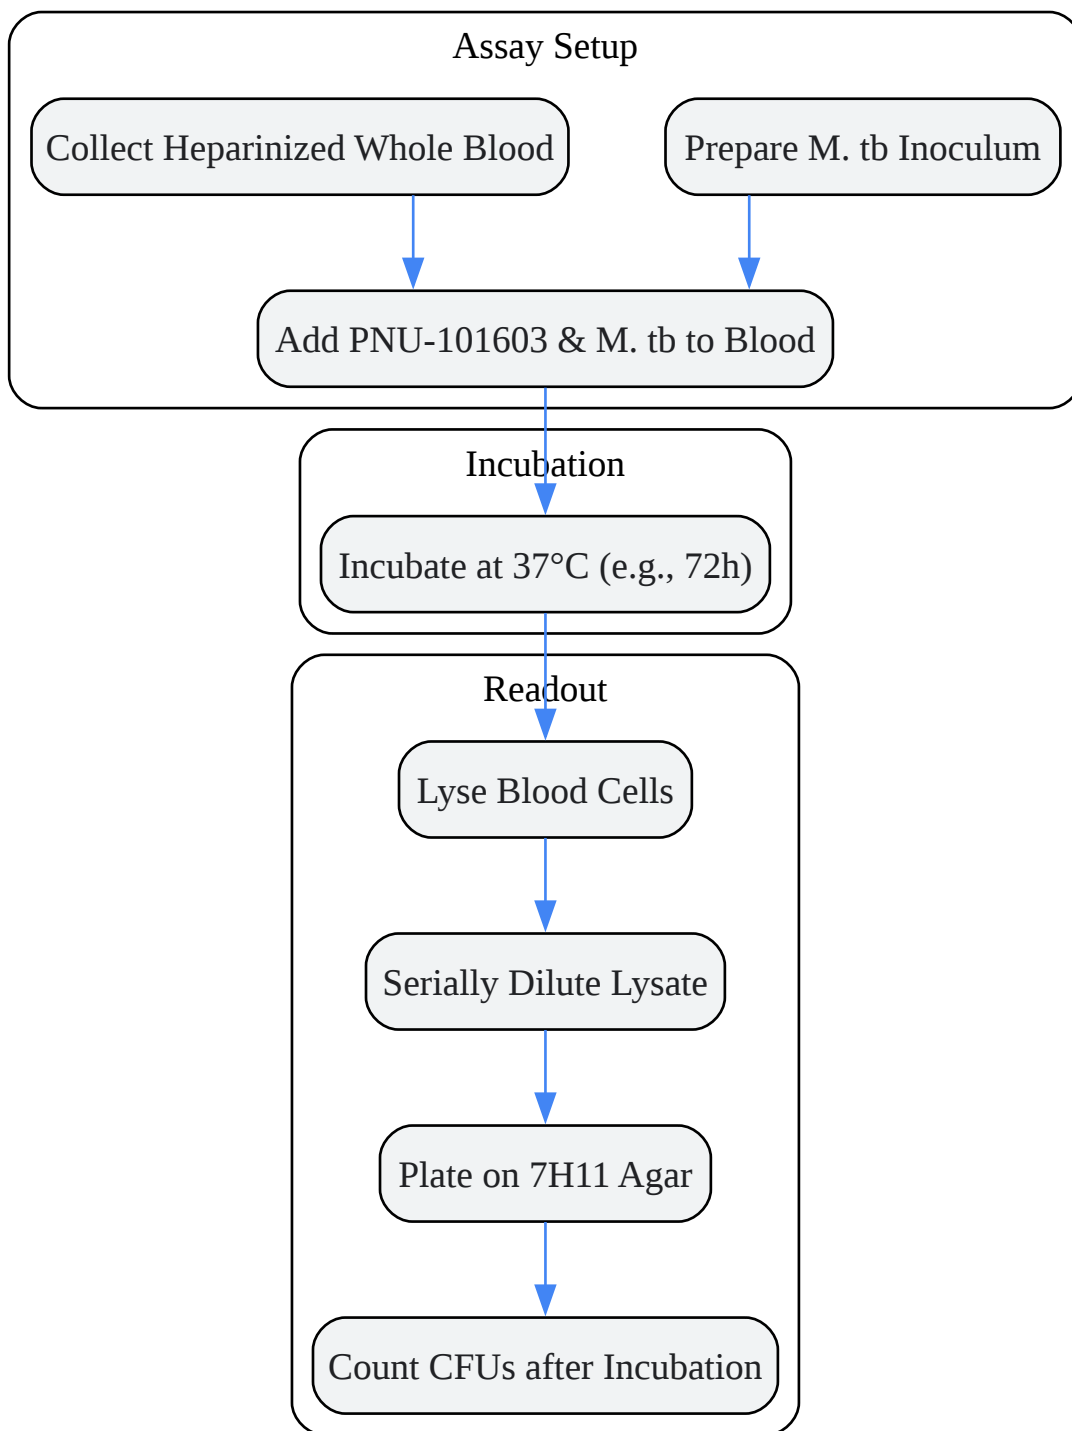 Assay Setup
Collect Heparinized Whole Blood
Prepare M. tb Inoculum
Add PNU-101603 & M. tb to Blood
Incubation
Incubate at 37°C (e.g., 72h)
Readout
Lyse Blood Cells
Serially Dilute Lysate
Plate on 7H11 Agar
Count CFUs after Incubation